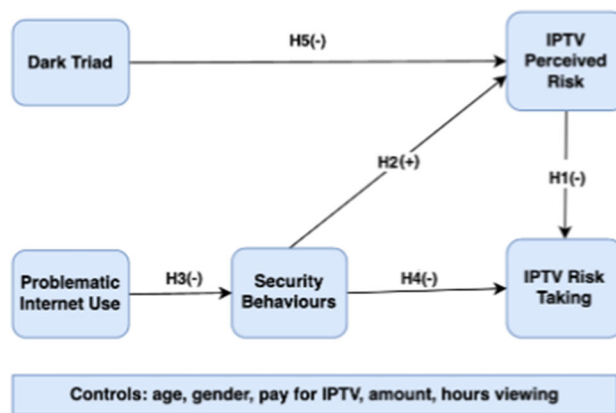 H5(-)
Dark Triad
IPTV
Perceived
Risk
H2(+)
H1(-)
Problematic
Internet Use
H3(-)
Security
Behaviours
H4(-)
IPTV Risk
Taking
Controls: age, gender, pay for IPTV, amount, hours viewing